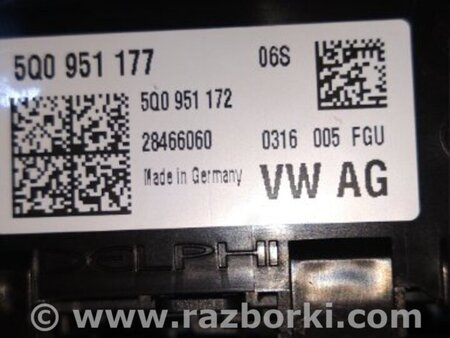 5Q0 951 177 06S
5Q0 951 172
28466060 0316 005 FGU
Made in Germany VW AG
DELPHI
© www.razborki.com